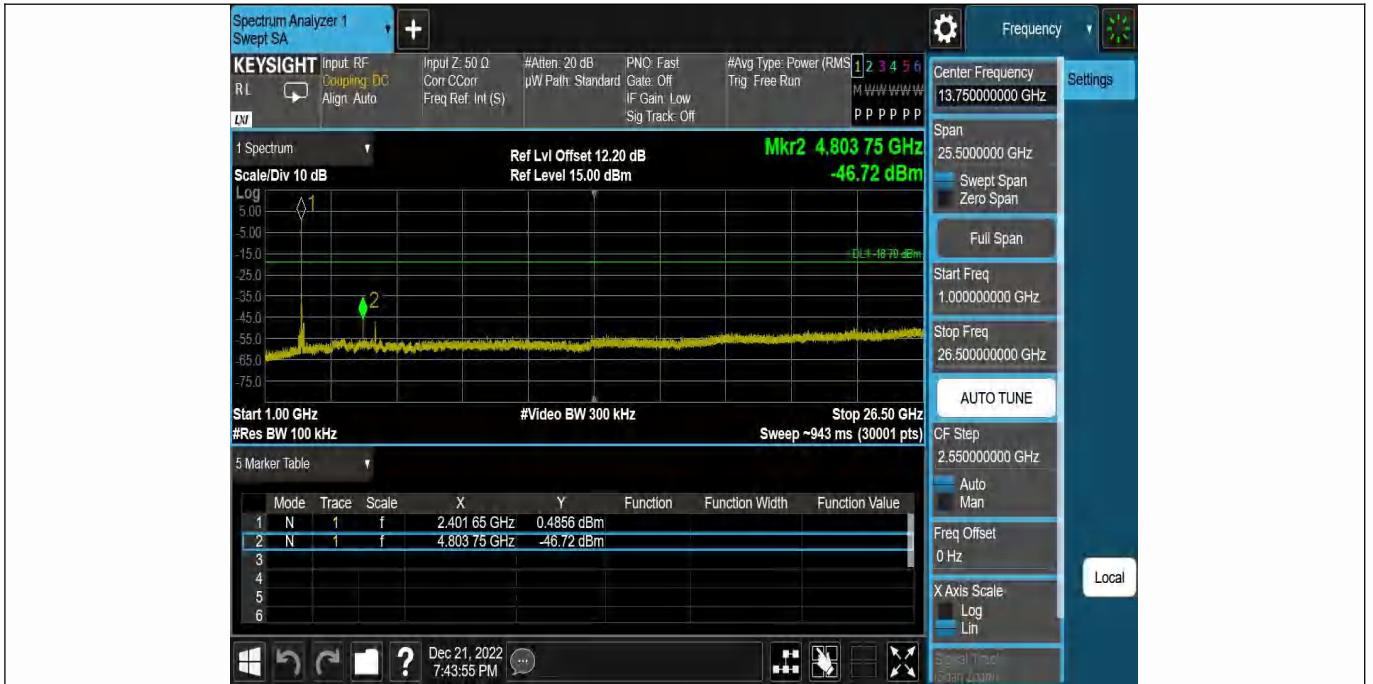 Spectrum Analyzer 1
Swept SA
Frequency
KEYSIGHT
RL
LXI
Input: RF
Coupling: DC
Align: Auto
Input Z: 50 Ω
Corr CCorr
Freq Ref: Int (S)
#Atten: 20 dB
µW Path: Standard
PNO: Fast
Gate: Off
IF Gain: Low
Sig Track: Off
#Avg Type: Power (RMS
Trig: Free Run
1 2 3 4 5 6
M W W W W W
P P P P P P
1 Spectrum
Scale/Div 10 dB
Ref Lvl Offset 12.20 dB
Ref Level 15.00 dBm
Mkr2 4.803 75 GHz
-46.72 dBm
Log
5.00
-5.00
-15.0
-25.0
-35.0
-45.0
-55.0
-65.0
-75.0
1
2
DL1 -18.70 dBm
Start 1.00 GHz
#Res BW 100 kHz
#Video BW 300 kHz
Stop 26.50 GHz
Sweep ~943 ms (30001 pts)
5 Marker Table
Mode Trace Scale X Y Function Function Width Function Value
1 N 1 f 2.401 65 GHz 0.4856 dBm
2 N 1 f 4.803 75 GHz -46.72 dBm
3
4
5
6
Dec 21, 2022
7:43:55 PM
Center Frequency
13.750000000 GHz
Settings
Span
25.5000000 GHz
Swept Span
Zero Span
Full Span
Start Freq
1.000000000 GHz
Stop Freq
26.500000000 GHz
AUTO TUNE
CF Step
2.550000000 GHz
Auto
Man
Freq Offset
0 Hz
X Axis Scale
Log
Lin
Local
Signal Track
(Span Zoom)